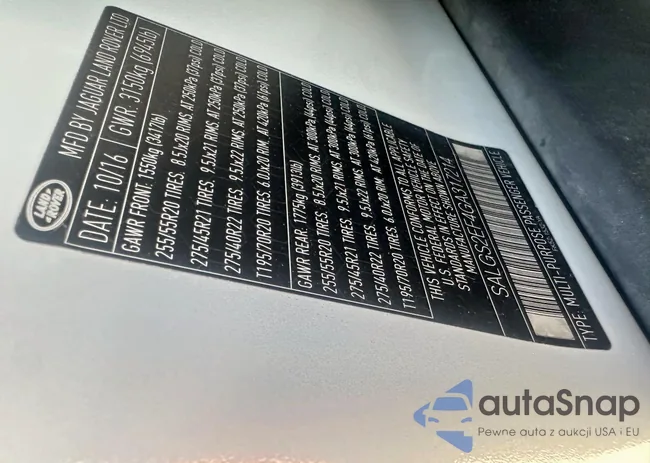 LAND ROVER
MFD BY JAGUAR LAND ROVER LTD
DATE: 10/16 GWR: 3150kg (6945lb)
GAWR FRONT: 1550kg (3417lb)
255/55R20 TIRES. 8.5Jx20 RIMS. AT 250kPa (37psi) COLD
275/45R21 TIRES. 9.5Jx21 RIMS. AT 250kPa (37psi) COLD
275/40R22 TIRES. 9.5Jx22 RIMS. AT 250kPa (37psi) COLD
T195/70R20 TIRES. 6.0Jx20 RIM. AT 420kPa (61psi) COLD
GAWR REAR: 1775kg (3913lb)
255/55R20 TIRES. 8.5Jx20 RIMS. AT 300kPa (44psi) COLD
275/45R21 TIRES. 9.5Jx21 RIMS. AT 300kPa (44psi) COLD
275/40R22 TIRES. 9.5Jx22 RIMS. AT 300kPa (44psi) COLD
T195/70R20 TIRES. 6.0Jx20 RIM. AT 420kPa (61psi) COLD
THIS VEHICLE CONFORMS TO ALL APPLICABLE
U.S. FEDERAL MOTOR VEHICLE SAFETY
STANDARDS IN EFFECT ON THE DATE OF
TYPE: MULTI-PURPOSE PASSENGER VEHICLE
autaSnap
Pewne auta z aukcji USA i EU